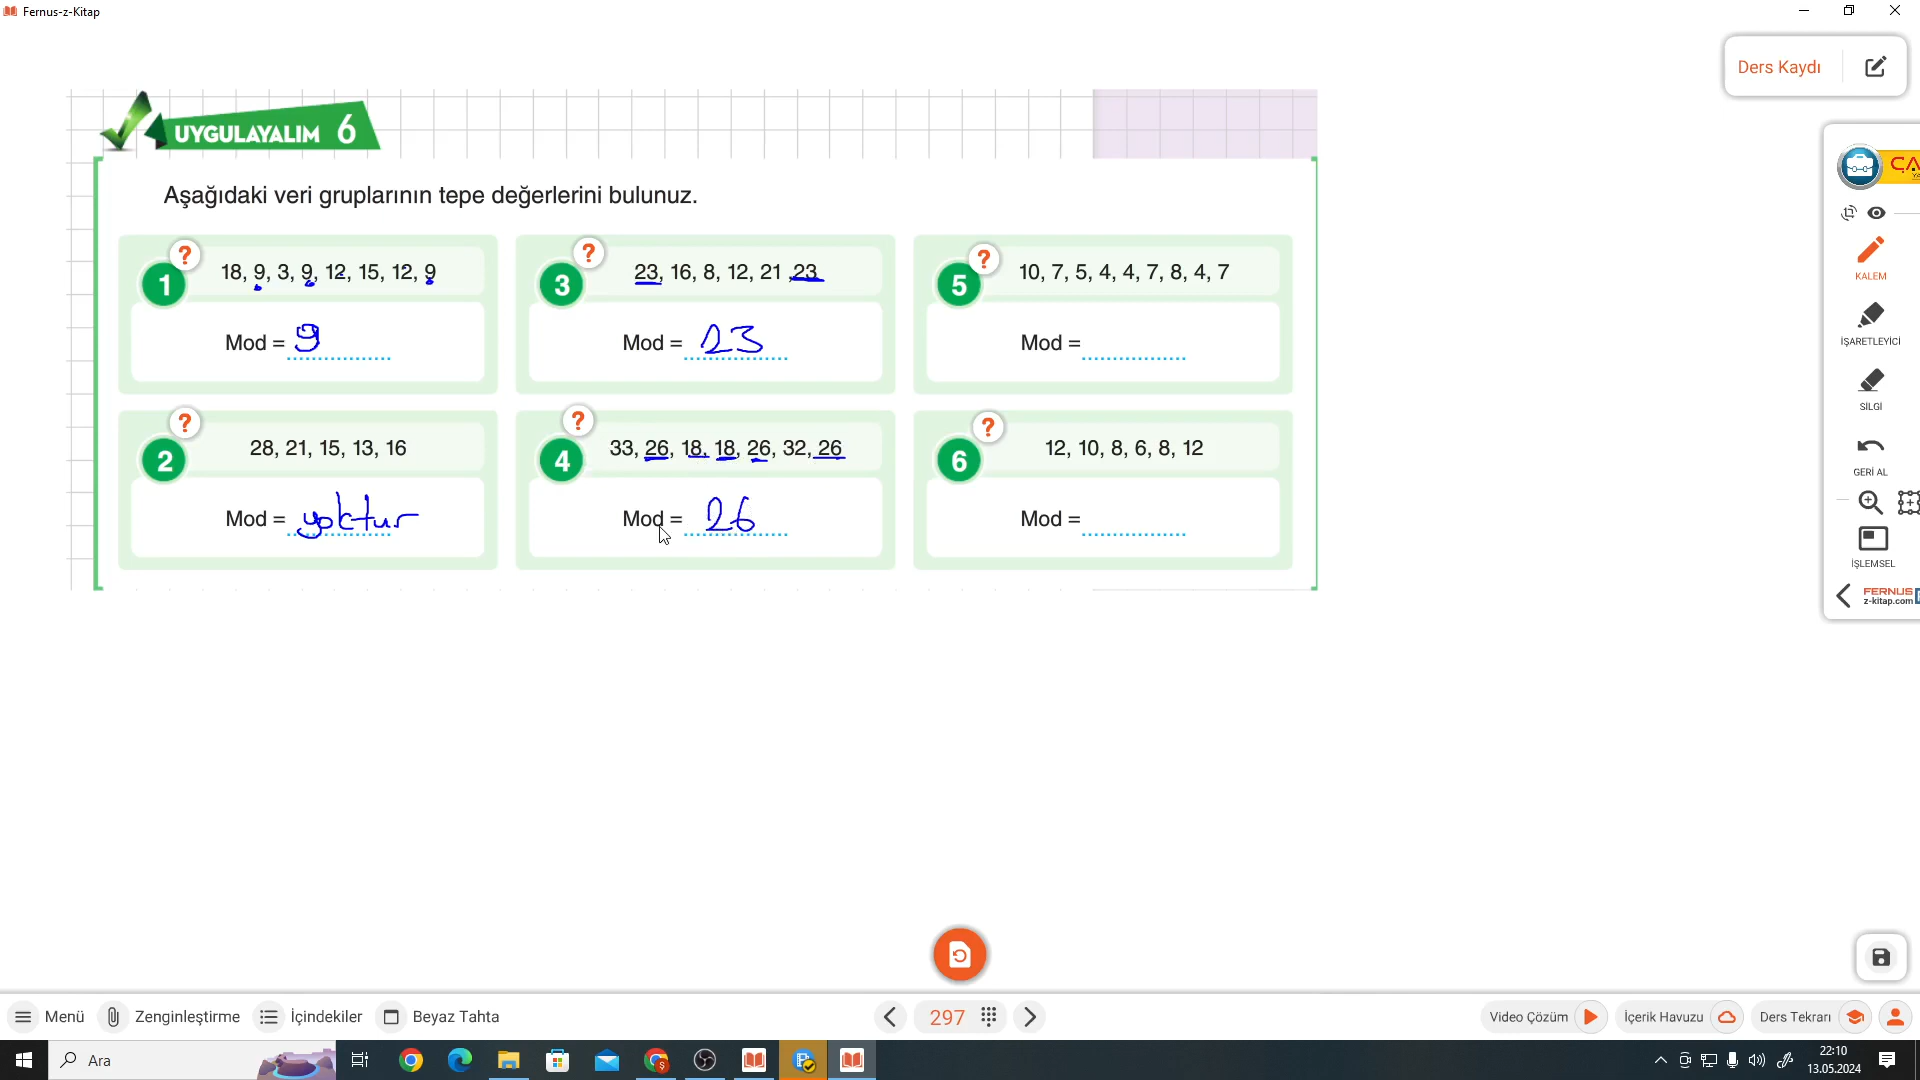 Fernus-z-Kitap
Ders Kaydı
UYGULAYALIM 6
Aşağıdaki veri gruplarının tepe değerlerini bulunuz.
1
?
18, 9, 3, 9, 12, 15, 12, 9
Mod = 9
2
?
28, 21, 15, 13, 16
Mod = yoktur
3
?
23, 16, 8, 12, 21 ,23
Mod = 23
4
?
33, 26, 18, 18, 26, 32, 26
Mod = 26
5
?
10, 7, 5, 4, 4, 7, 8, 4, 7
Mod =
6
?
12, 10, 8, 6, 8, 12
Mod =
KALEM
İŞARETLEYİCİ
SİLGİ
GERİ AL
İŞLEMSEL
FERNUS
z-kitap.com
Menü
Zenginleştirme
İçindekiler
Beyaz Tahta
297
Video Çözüm
İçerik Havuzu
Ders Tekrarı
Ara
22:10
13.05.2024